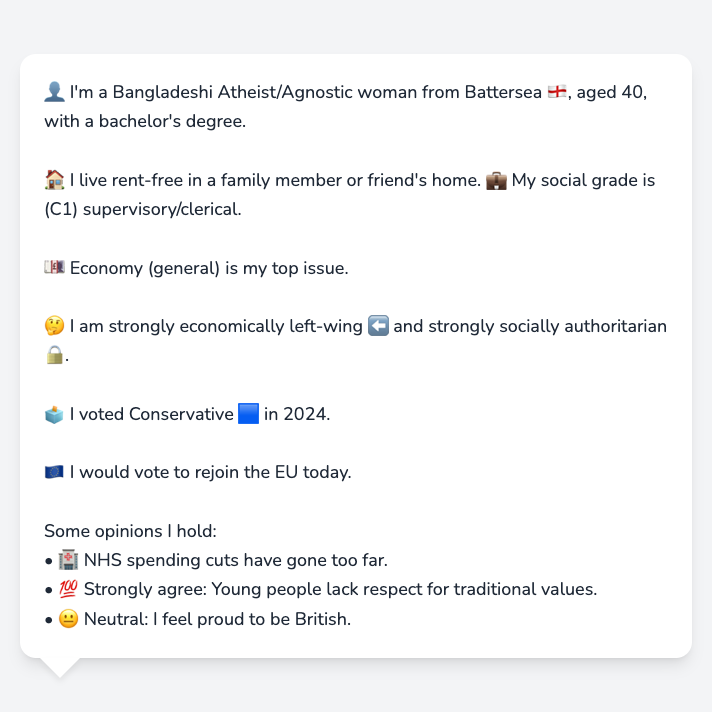 👤 I'm a Bangladeshi Atheist/Agnostic woman from Battersea 🏴󠁧󠁢󠁥󠁮󠁧󠁿, aged 40,
with a bachelor's degree.
🏠 I live rent-free in a family member or friend's home. 💼 My social grade is
(C1) supervisory/clerical.
💷 Economy (general) is my top issue.
🤔 I am strongly economically left-wing ⬅️ and strongly socially authoritarian
🔒.
🗳️ I voted Conservative 🟦 in 2024.
🇪🇺 I would vote to rejoin the EU today.
Some opinions I hold:
• 🏥 NHS spending cuts have gone too far.
• 💯 Strongly agree: Young people lack respect for traditional values.
• 😐 Neutral: I feel proud to be British.